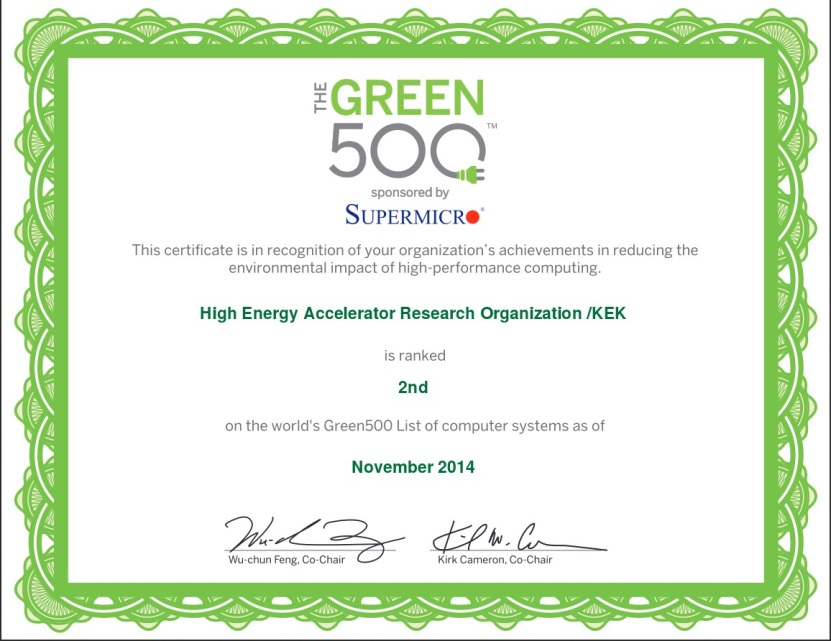 THE GREEN
500™
sponsored by
SUPERMICRO®
This certificate is in recognition of your organization's achievements in reducing the
environmental impact of high-performance computing.
High Energy Accelerator Research Organization /KEK
is ranked
2nd
on the world's Green500 List of computer systems as of
November 2014
Wu-chun Feng, Co-Chair
Kirk Cameron, Co-Chair